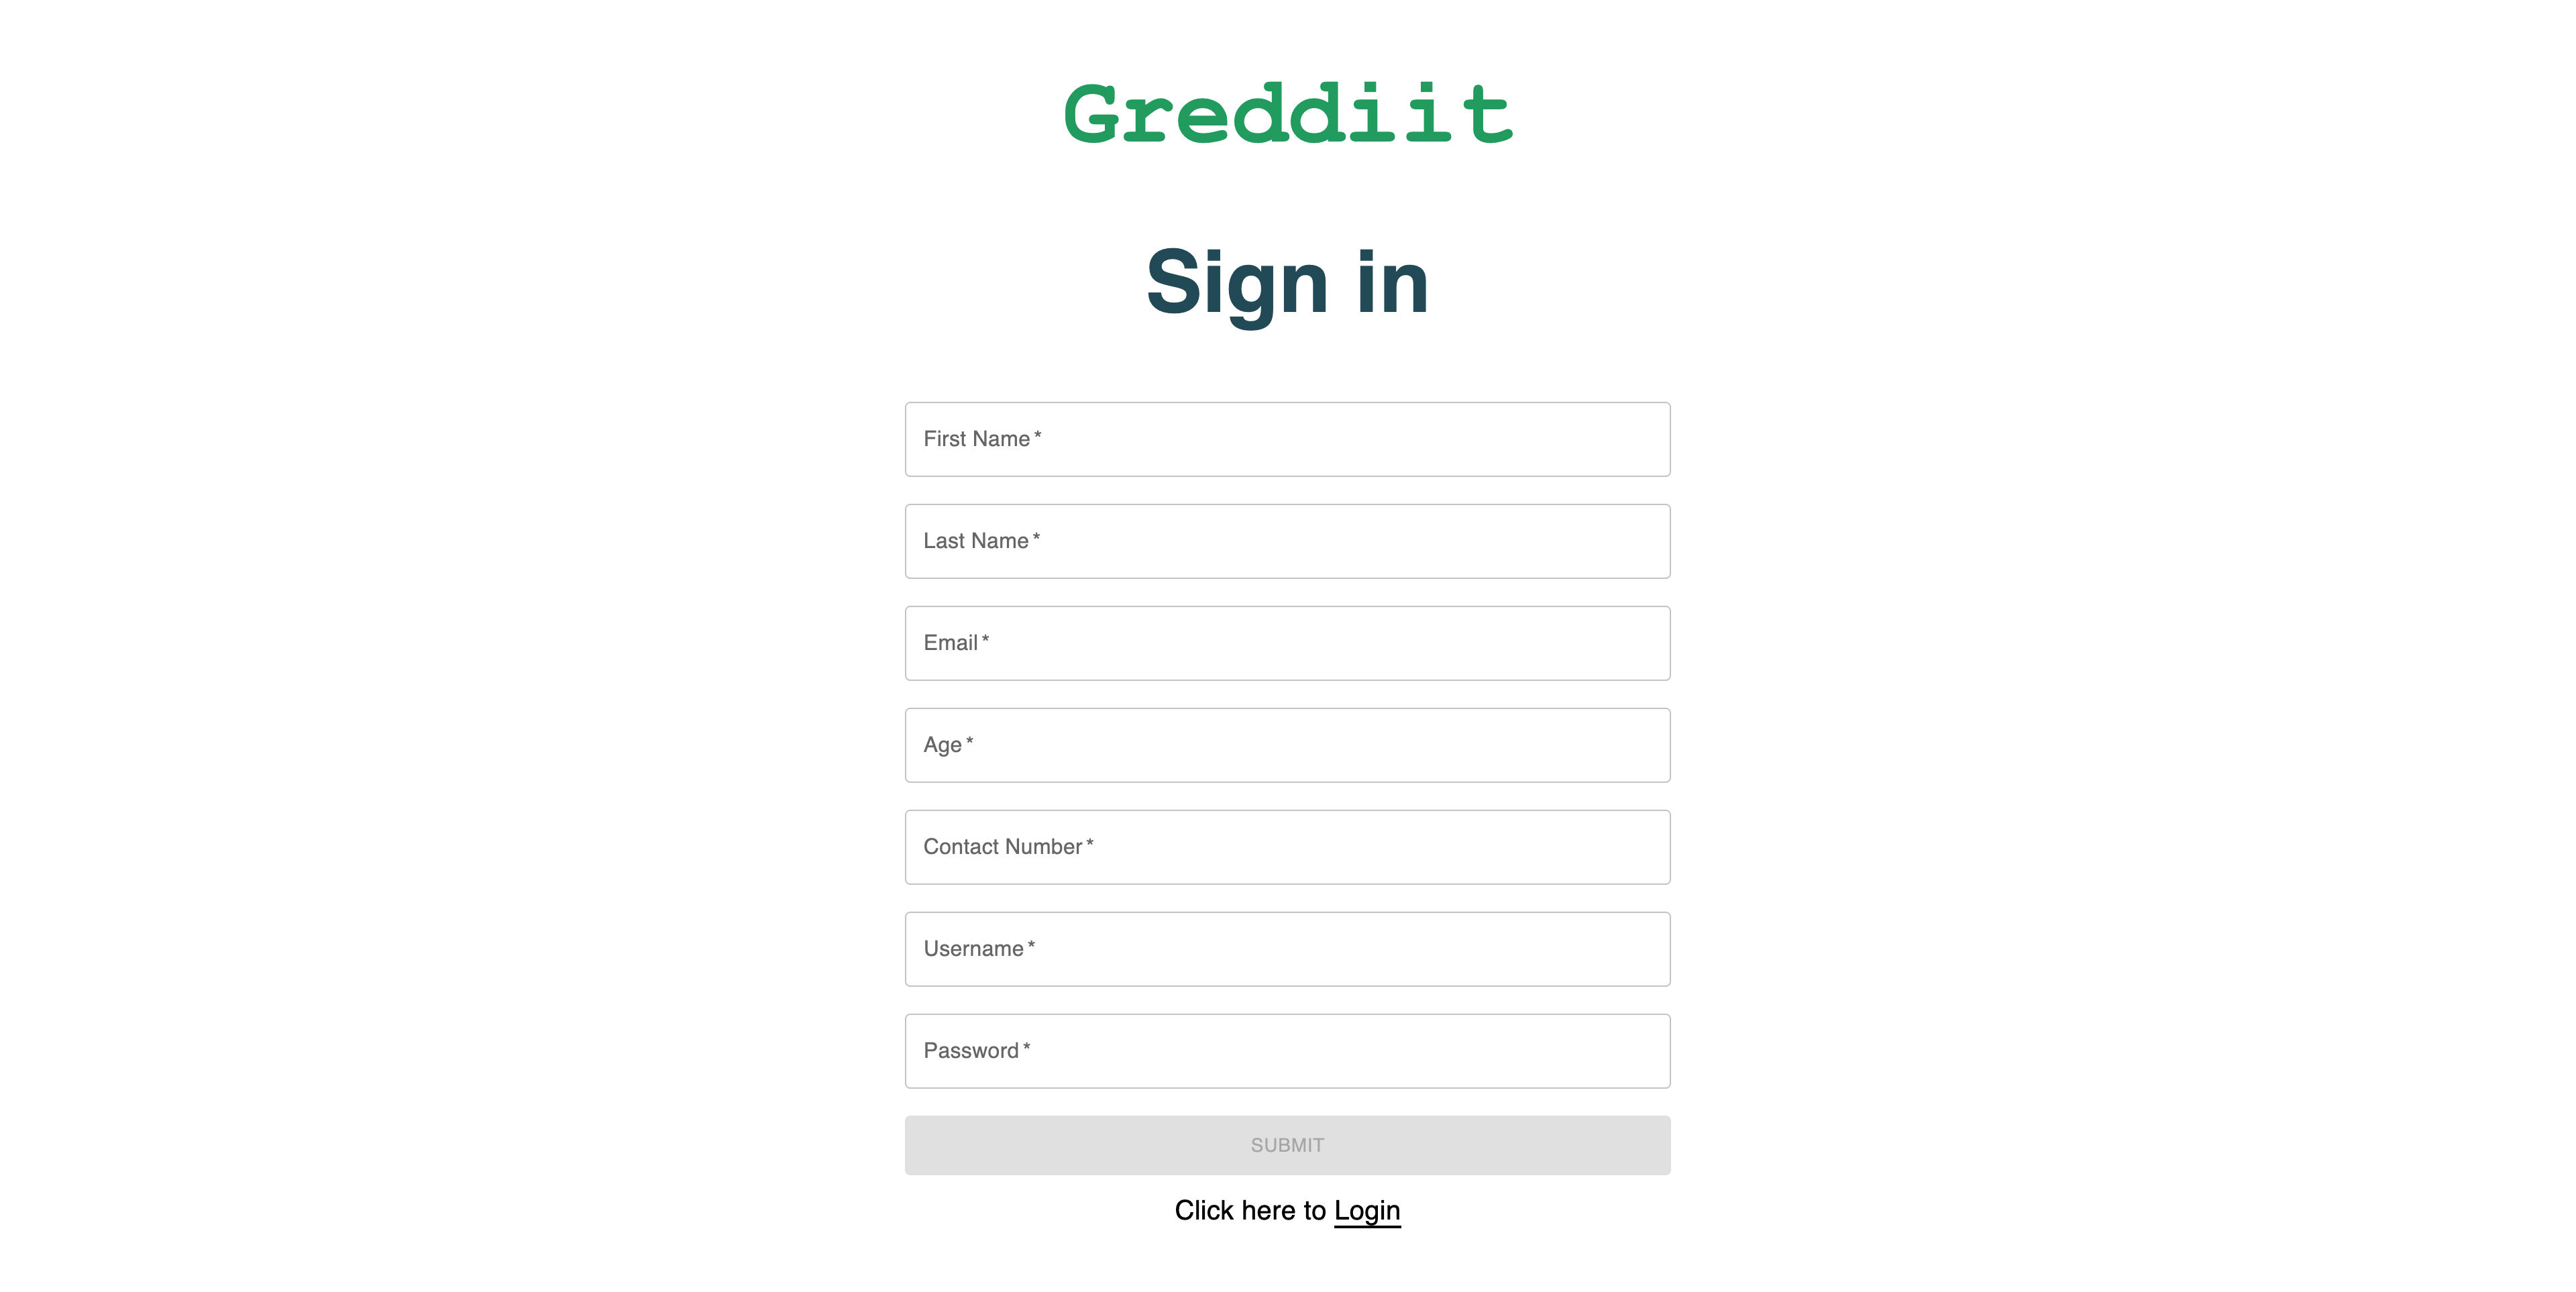 Greddiit
Sign in
First Name *
Last Name *
Email *
Age *
Contact Number *
Username *
Password *
SUBMIT
Click here to Login